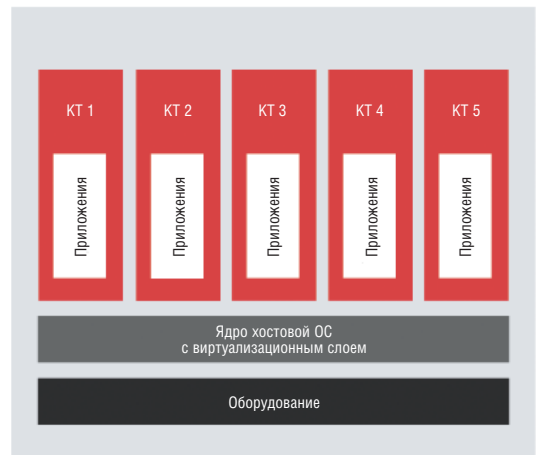 КТ 1
КТ 2
КТ 3
КТ 4
КТ 5
Приложения
Приложения
Приложения
Приложения
Приложения
Ядро хостовой ОС
с виртуализационным слоем
Оборудование